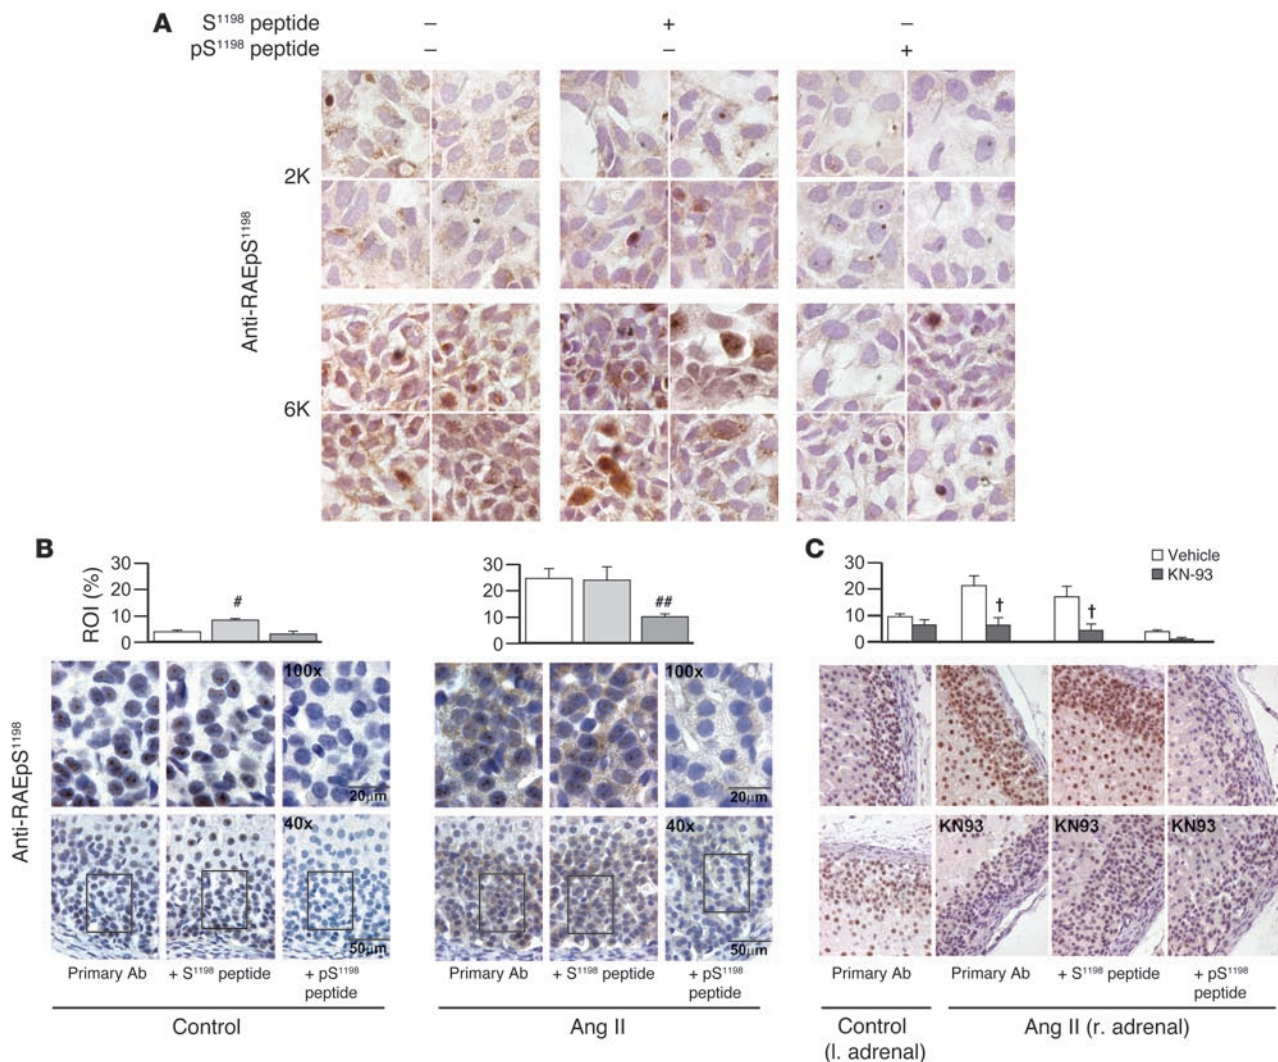 A
S¹¹⁹⁸ peptide – + –
pS¹¹⁹⁸ peptide – – +
Anti-RAEpS¹¹⁹⁸
2K
6K
B
ROI (%)
30
20
10
0
#
30
20
10
0
##
Anti-RAEpS¹¹⁹⁸
100x
20µm
40x
50µm
100x
20µm
40x
50µm
Primary Ab + S¹¹⁹⁸ peptide + pS¹¹⁹⁸
peptide
Control
Primary Ab + S¹¹⁹⁸ peptide + pS¹¹⁹⁸
peptide
Ang II
C
30
20
10
0
† †
Vehicle
KN-93
KN93 KN93 KN93
Primary Ab Primary Ab + S¹¹⁹⁸ peptide + pS¹¹⁹⁸
peptide
Control
(l. adrenal)
Ang II (r. adrenal)